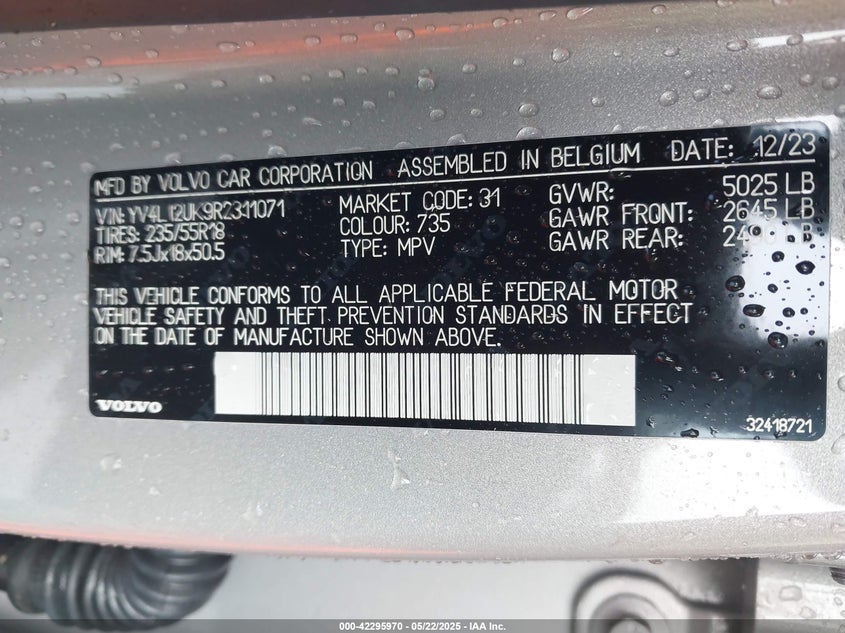 MFD BY VOLVO CAR CORPORATION ASSEMBLED IN BELGIUM DATE: 12/23
VIN: YV4L12UK9R2311071
TIRES: 235/55R18
RIM: 7.5Jx18x50.5
MARKET CODE: 31
COLOUR: 735
TYPE: MPV
GVWR: 5025 LB
GAWR FRONT: 2645 LB
GAWR REAR: LB
THIS VEHICLE CONFORMS TO ALL APPLICABLE FEDERAL MOTOR
VEHICLE SAFETY AND THEFT PREVENTION STANDARDS IN EFFECT
ON THE DATE OF MANUFACTURE SHOWN ABOVE.
VOLVO
32418721
000-42295970 - 05/22/2025 - IAA Inc.